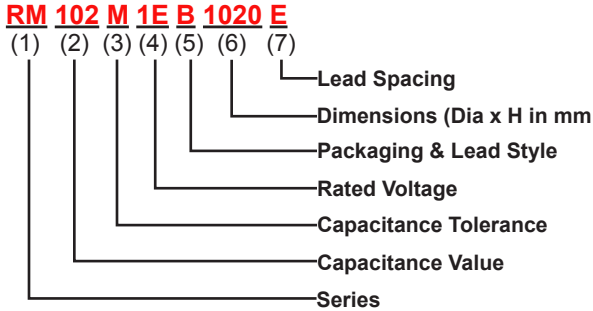 RM 102 M 1E B 1020 E
(1) (2) (3) (4) (5) (6) (7)
Lead Spacing
Dimensions (Dia x H in mm
Packaging & Lead Style
Rated Voltage
Capacitance Tolerance
Capacitance Value
Series